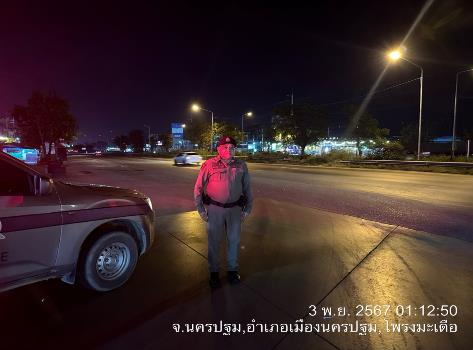 3 พ.ย. 2567 01:12:50
จ.นครปฐม,อำเภอเมืองนครปฐม,โพรงมะเดื่อ